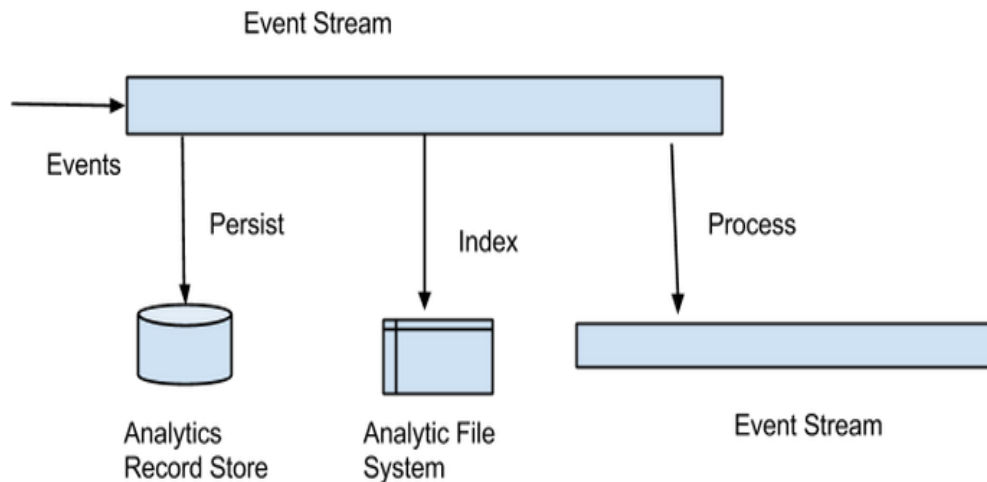 Event Stream
Events
Persist
Index
Process
Analytics
Record Store
Analytic File
System
Event Stream